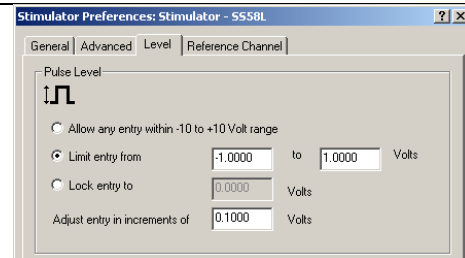 Stimulator Preferences: Stimulator - SS58L
General Advanced Level Reference Channel
Pulse Level
Allow any entry within -10 to +10 Volt range
Limit entry from -1.0000 to 1.0000 Volts
Lock entry to 0.0000 Volts
Adjust entry in increments of 0.1000 Volts